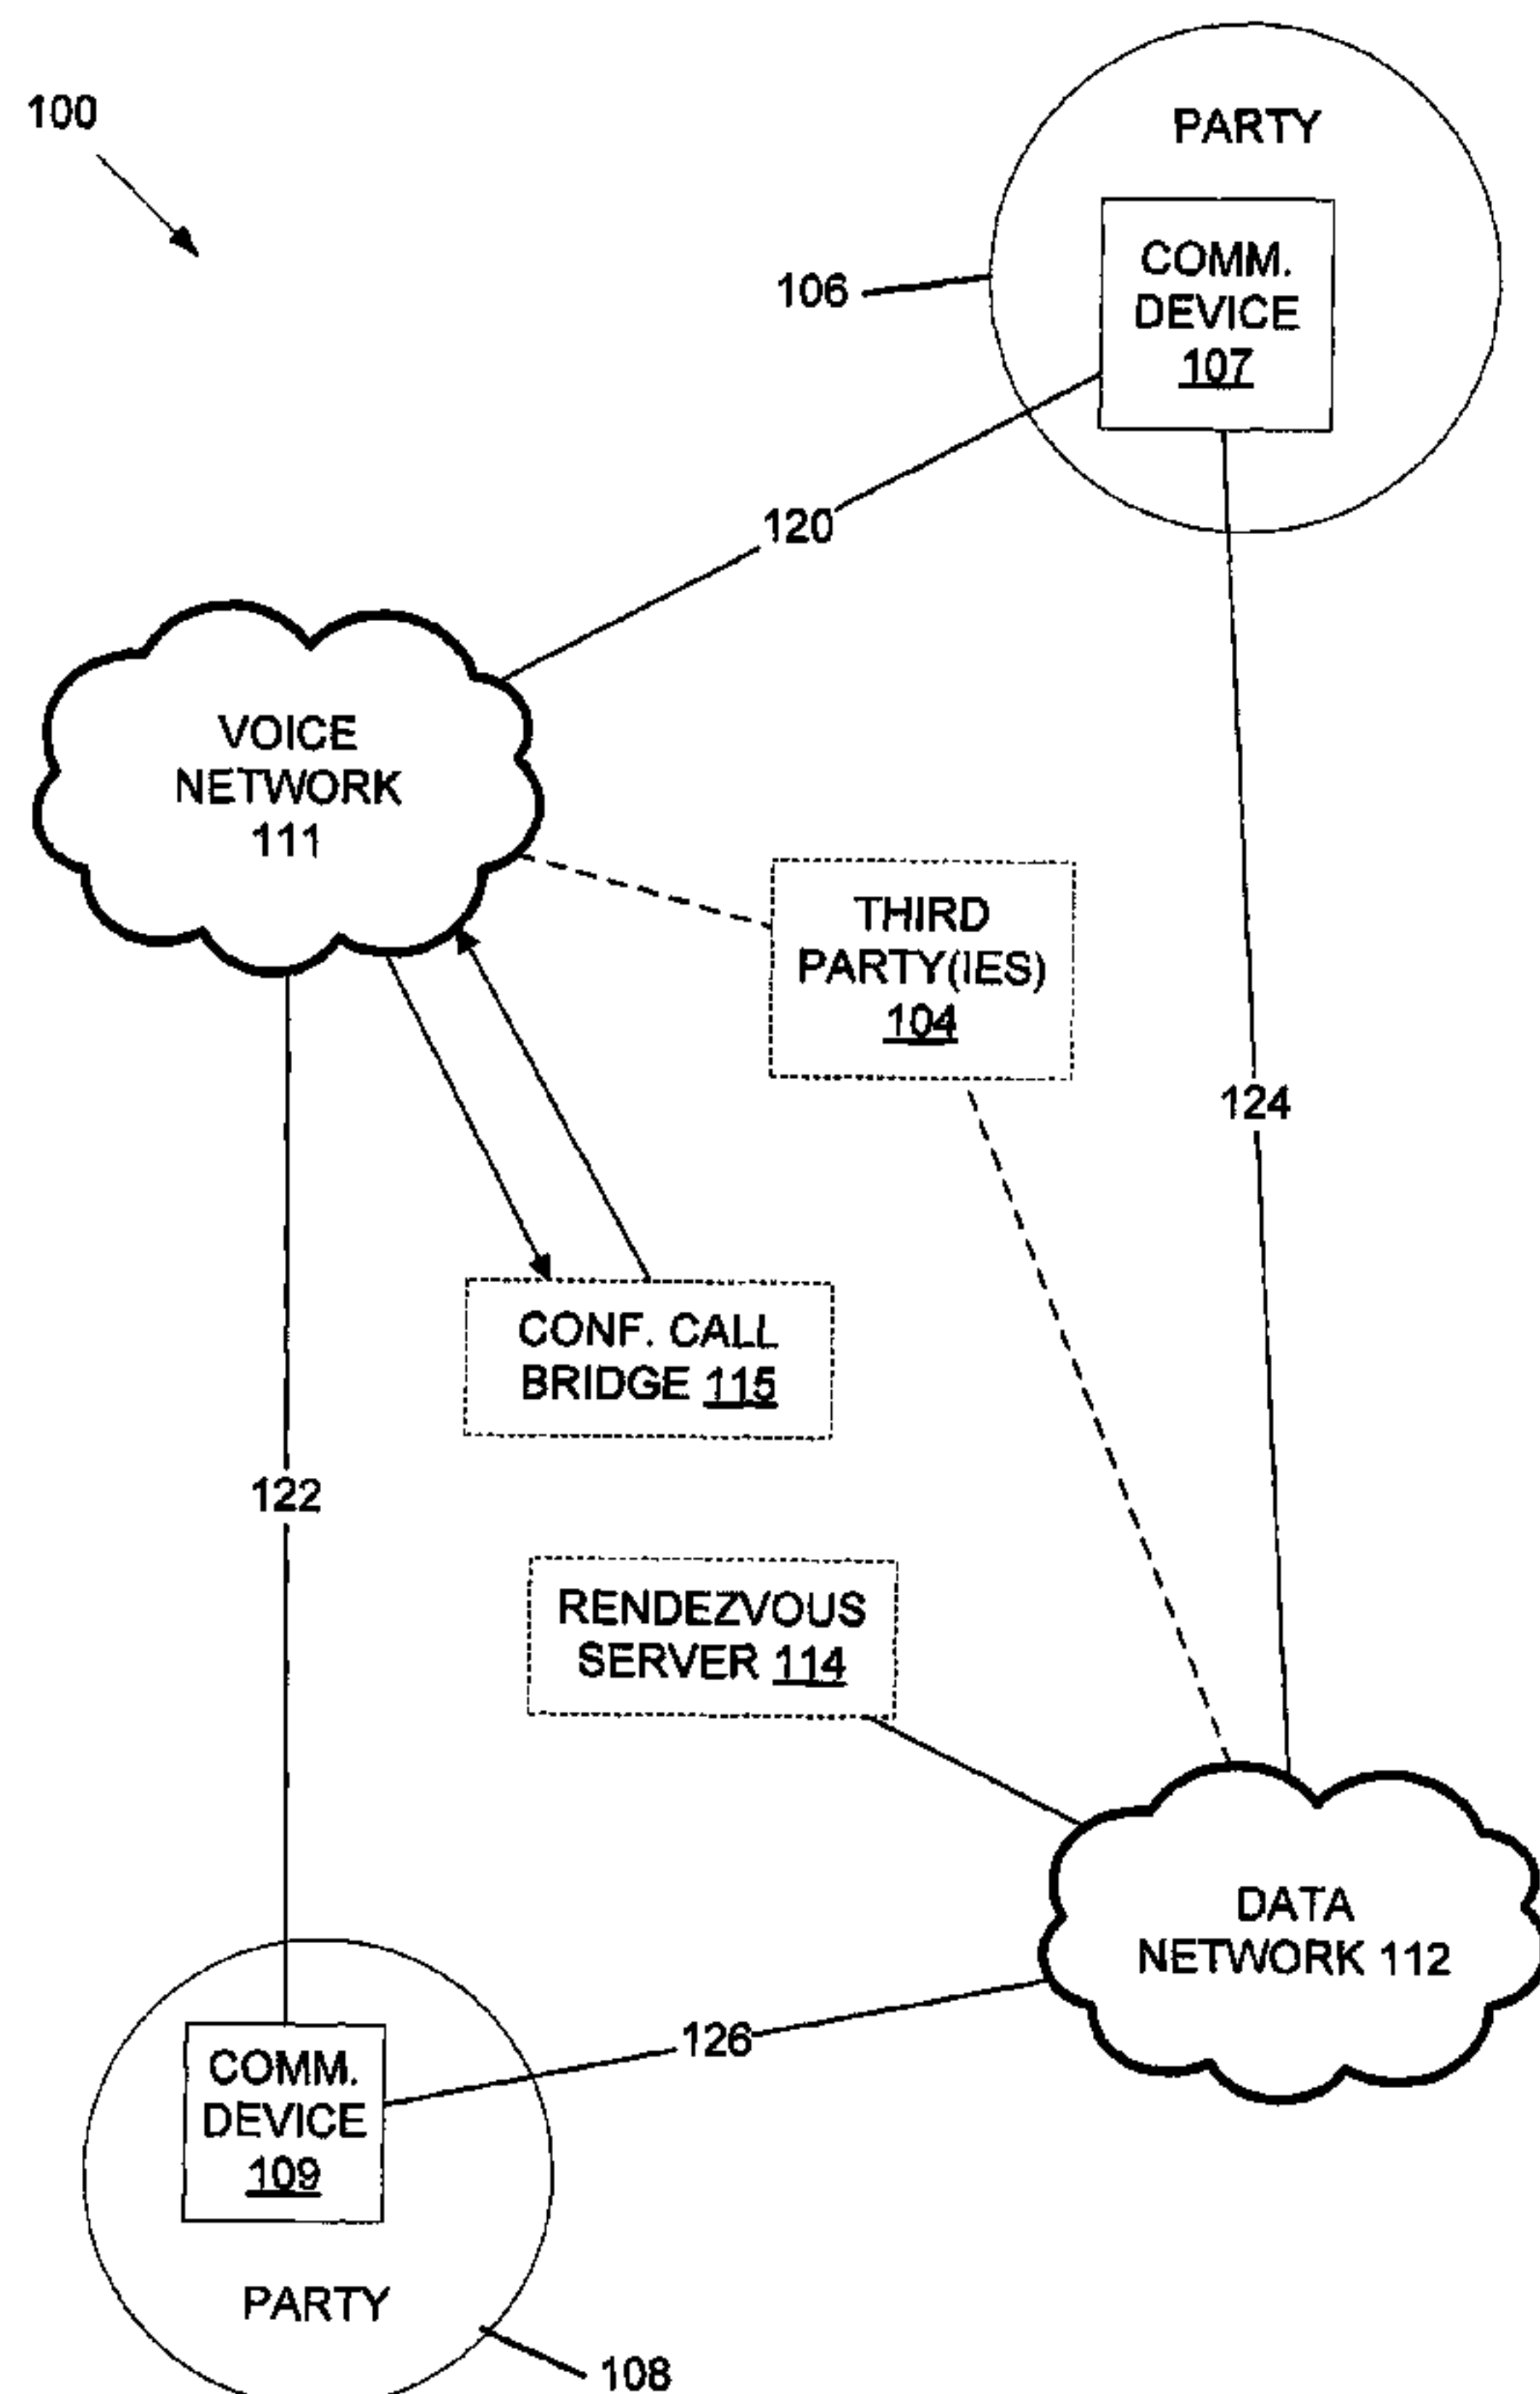 100
PARTY
COMM.
DEVICE
107
106
120
VOICE
NETWORK
111
THIRD
PARTY(IES)
104
124
CONF. CALL
BRIDGE 115
122
RENDEZVOUS
SERVER 114
DATA
NETWORK 112
126
COMM.
DEVICE
109
PARTY
108